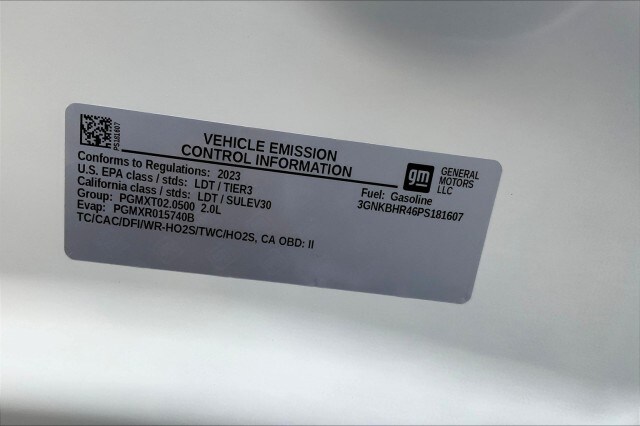 PS181607
VEHICLE EMISSION
CONTROL INFORMATION
gm
GENERAL
MOTORS
LLC
Conforms to Regulations: 2023
U.S. EPA class / stds: LDT / TIER3
California class / stds: LDT / SULEV30
Group: PGMXT02.0500 2.0L
Evap: PGMXR015740B
TC/CAC/DFI/WR-HO2S/TWC/HO2S, CA OBD: II
Fuel: Gasoline
3GNKBHR46PS181607